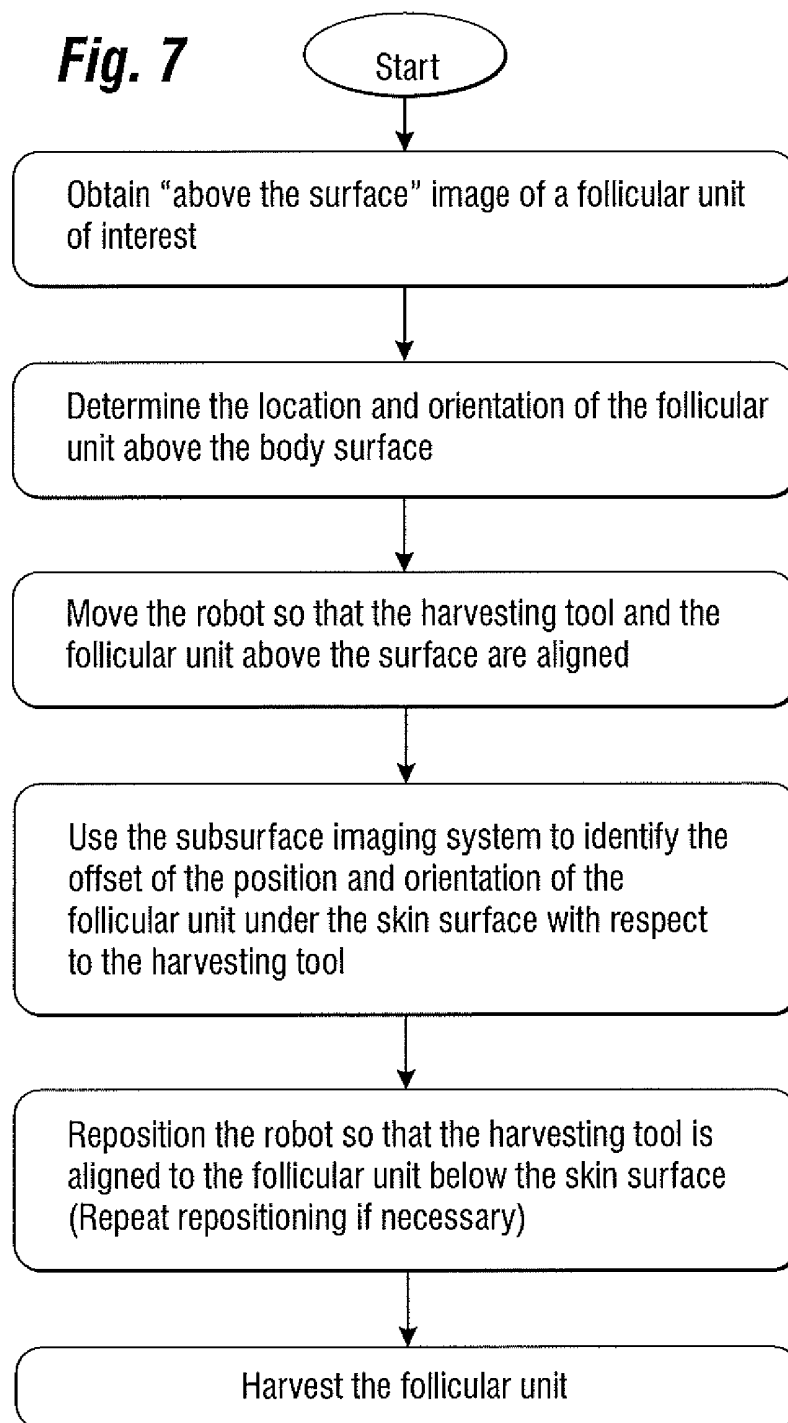 Fig. 7
Start
Obtain “above the surface” image of a follicular unit
of interest
Determine the location and orientation of the follicular
unit above the body surface
Move the robot so that the harvesting tool and the
follicular unit above the surface are aligned
Use the subsurface imaging system to identify the
offset of the position and orientation of the
follicular unit under the skin surface with respect
to the harvesting tool
Reposition the robot so that the harvesting tool is
aligned to the follicular unit below the skin surface
(Repeat repositioning if necessary)
Harvest the follicular unit